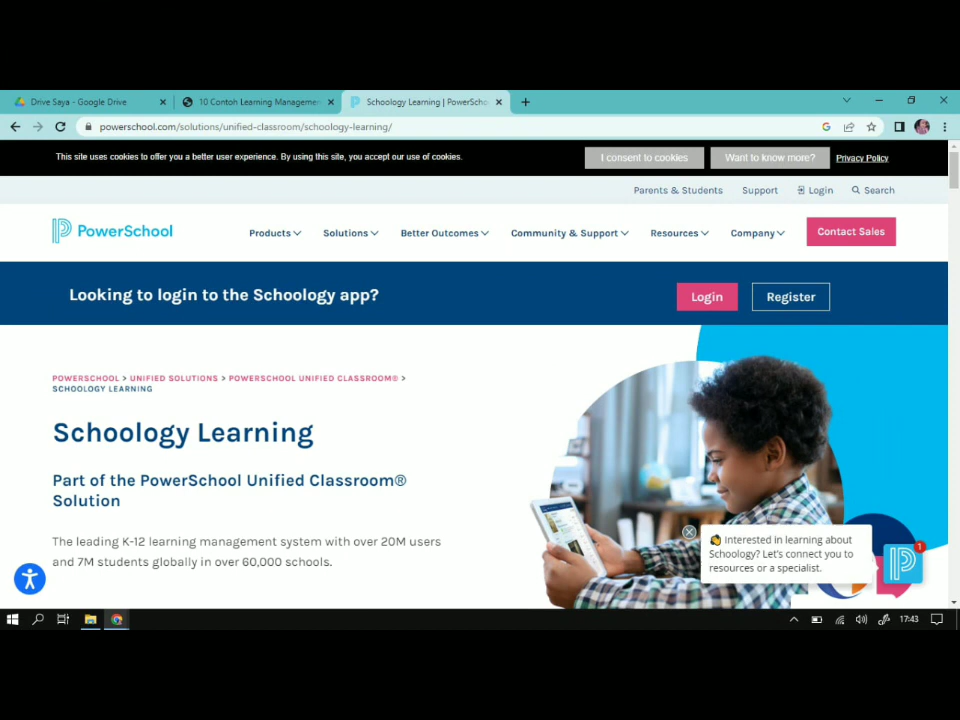 Drive Saya - Google Drive
10 Contoh Learning Manageme
Schoology Learning | PowerScho
powerschool.com/solutions/unified-classroom/schoology-learning/
This site uses cookies to offer you a better user experience. By using this site, you accept our use of cookies.
I consent to cookies
Want to know more?
Privacy Policy
Parents & Students
Support
Login
Search
PowerSchool
Products
Solutions
Better Outcomes
Community & Support
Resources
Company
Contact Sales
Looking to login to the Schoology app?
Login
Register
POWERSCHOOL > UNIFIED SOLUTIONS > POWERSCHOOL UNIFIED CLASSROOM® >
SCHOOLOGY LEARNING
Schoology Learning
Part of the PowerSchool Unified Classroom®
Solution
The leading K-12 learning management system with over 20M users
and 7M students globally in over 60,000 schools.
Interested in learning about
Schoology? Let's connect you to
resources or a specialist.
1
17:43